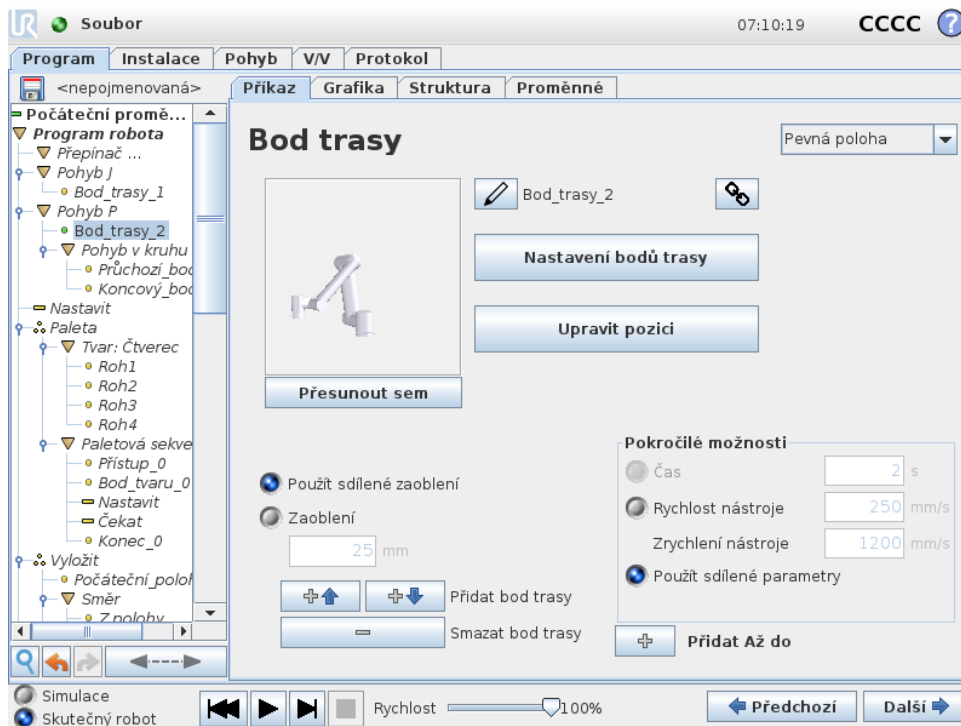 UR Soubor 07:10:19 CCCC ?
Program Instalace Pohyb V/V Protokol
<nepojmenovaná> Příkaz Grafika Struktura Proměnné
Počáteční promě...
Program robota
Přepínač ...
Pohyb J
Bod_trasy_1
Pohyb P
Bod_trasy_2
Pohyb v kruhu
Průchozí_bod
Koncový_bod
Nastavit
Paleta
Tvar: Čtverec
Roh1
Roh2
Roh3
Roh4
Paletová sekve
Přístup_0
Bod_tvaru_0
Nastavit
Čekat
Konec_0
Vyložit
Počáteční_poloh
Směr
Z polohy
Bod trasy
Pevná poloha
Bod_trasy_2
Nastavení bodů trasy
Upravit pozici
Přesunout sem
Použít sdílené zaoblení
Zaoblení
25 mm
Přidat bod trasy
Smazat bod trasy
Pokročilé možnosti
Čas 2 s
Rychlost nástroje 250 mm/s
Zrychlení nástroje 1200 mm/s
Použít sdílené parametry
Přidat Až do
Simulace
Skutečný robot
Rychlost 100%
Předchozí Další